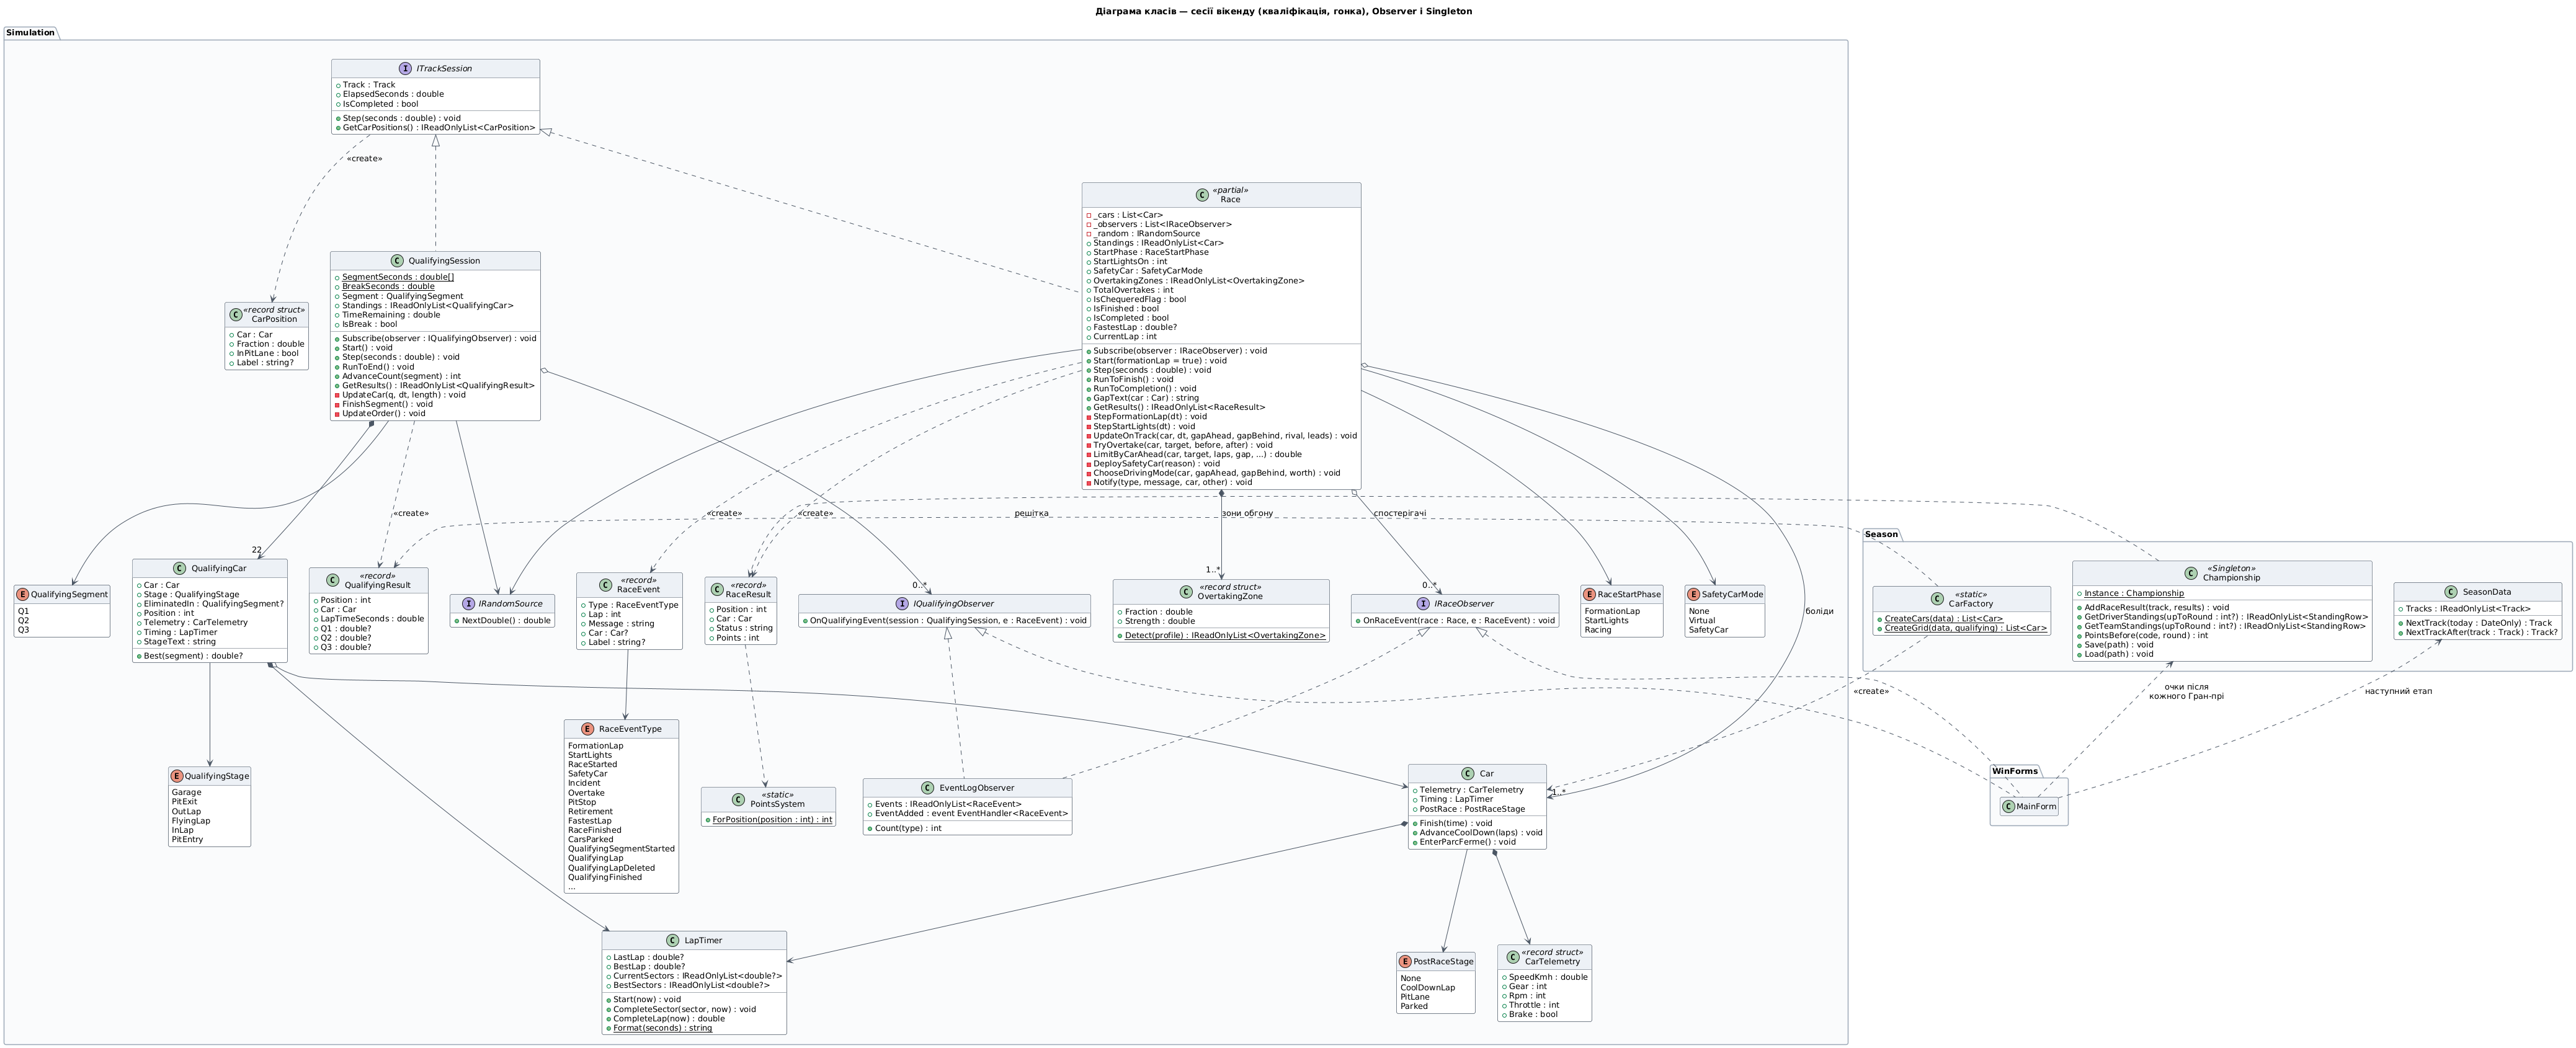 Діаграма класів — сесії вікенду (кваліфікація, гонка), Observer і Singleton
Simulation
I ITrackSession
Track : Track
ElapsedSeconds : double
IsCompleted : bool
Step(seconds : double) : void
GetCarPositions() : IReadOnlyList<CarPosition>
«create»
C «partial»
Race
_cars : List<Car>
_observers : List<IRaceObserver>
_random : IRandomSource
Standings : IReadOnlyList<Car>
StartPhase : RaceStartPhase
StartLightsOn : int
SafetyCar : SafetyCarMode
OvertakingZones : IReadOnlyList<OvertakingZone>
TotalOvertakes : int
IsChequeredFlag : bool
IsFinished : bool
IsCompleted : bool
FastestLap : double?
CurrentLap : int
Subscribe(observer : IRaceObserver) : void
Start(formationLap = true) : void
Step(seconds : double) : void
RunToFinish() : void
RunToCompletion() : void
GapText(car : Car) : string
GetResults() : IReadOnlyList<RaceResult>
StepFormationLap(dt) : void
StepStartLights(dt) : void
UpdateOnTrack(car, dt, gapAhead, gapBehind, rival, leads) : void
TryOvertake(car, target, before, after) : void
LimitByCarAhead(car, target, laps, gap, ...) : double
DeploySafetyCar(reason) : void
ChooseDrivingMode(car, gapAhead, gapBehind, worth) : void
Notify(type, message, car, other) : void
C QualifyingSession
SegmentSeconds : double[]
BreakSeconds : double
Segment : QualifyingSegment
Standings : IReadOnlyList<QualifyingCar>
TimeRemaining : double
IsBreak : bool
Subscribe(observer : IQualifyingObserver) : void
Start() : void
Step(seconds : double) : void
RunToEnd() : void
AdvanceCount(segment) : int
GetResults() : IReadOnlyList<QualifyingResult>
UpdateCar(q, dt, length) : void
FinishSegment() : void
UpdateOrder() : void
C «record struct»
CarPosition
Car : Car
Fraction : double
InPitLane : bool
Label : string?
«create»
«create»
«create»
решітка
зони обгону
спостерігачі
22
0..*
1..*
0..*
боліди
1..*
E QualifyingSegment
Q1
Q2
Q3
C QualifyingCar
Car : Car
Stage : QualifyingStage
EliminatedIn : QualifyingSegment?
Position : int
Telemetry : CarTelemetry
Timing : LapTimer
StageText : string
Best(segment) : double?
C «record»
QualifyingResult
Position : int
Car : Car
LapTimeSeconds : double
Q1 : double?
Q2 : double?
Q3 : double?
I IRandomSource
NextDouble() : double
C «record»
RaceEvent
Type : RaceEventType
Lap : int
Message : string
Car : Car?
Label : string?
C «record»
RaceResult
Position : int
Car : Car
Status : string
Points : int
I IQualifyingObserver
OnQualifyingEvent(session : QualifyingSession, e : RaceEvent) : void
C «record struct»
OvertakingZone
Fraction : double
Strength : double
Detect(profile) : IReadOnlyList<OvertakingZone>
I IRaceObserver
OnRaceEvent(race : Race, e : RaceEvent) : void
E RaceStartPhase
FormationLap
StartLights
Racing
E SafetyCarMode
None
Virtual
SafetyCar
Season
C «static»
CarFactory
CreateCars(data) : List<Car>
CreateGrid(data, qualifying) : List<Car>
C «Singleton»
Championship
Instance : Championship
AddRaceResult(track, results) : void
GetDriverStandings(upToRound : int?) : IReadOnlyList<StandingRow>
GetTeamStandings(upToRound : int?) : IReadOnlyList<StandingRow>
PointsBefore(code, round) : int
Save(path) : void
Load(path) : void
C SeasonData
Tracks : IReadOnlyList<Track>
NextTrack(today : DateOnly) : Track
NextTrackAfter(track : Track) : Track?
«create»
очки після
кожного Гран-прі
наступний етап
E QualifyingStage
Garage
PitExit
OutLap
FlyingLap
InLap
PitEntry
E RaceEventType
FormationLap
StartLights
RaceStarted
SafetyCar
Incident
Overtake
PitStop
Retirement
FastestLap
RaceFinished
CarsParked
QualifyingSegmentStarted
QualifyingLap
QualifyingLapDeleted
QualifyingFinished
...
C «static»
PointsSystem
ForPosition(position : int) : int
C EventLogObserver
Events : IReadOnlyList<RaceEvent>
EventAdded : event EventHandler<RaceEvent>
Count(type) : int
C Car
Telemetry : CarTelemetry
Timing : LapTimer
PostRace : PostRaceStage
Finish(time) : void
AdvanceCoolDown(laps) : void
EnterParcFerme() : void
WinForms
C MainForm
C LapTimer
LastLap : double?
BestLap : double?
CurrentSectors : IReadOnlyList<double?>
BestSectors : IReadOnlyList<double?>
Start(now) : void
CompleteSector(sector, now) : void
CompleteLap(now) : double
Format(seconds) : string
E PostRaceStage
None
CoolDownLap
PitLane
Parked
C «record struct»
CarTelemetry
SpeedKmh : double
Gear : int
Rpm : int
Throttle : int
Brake : bool